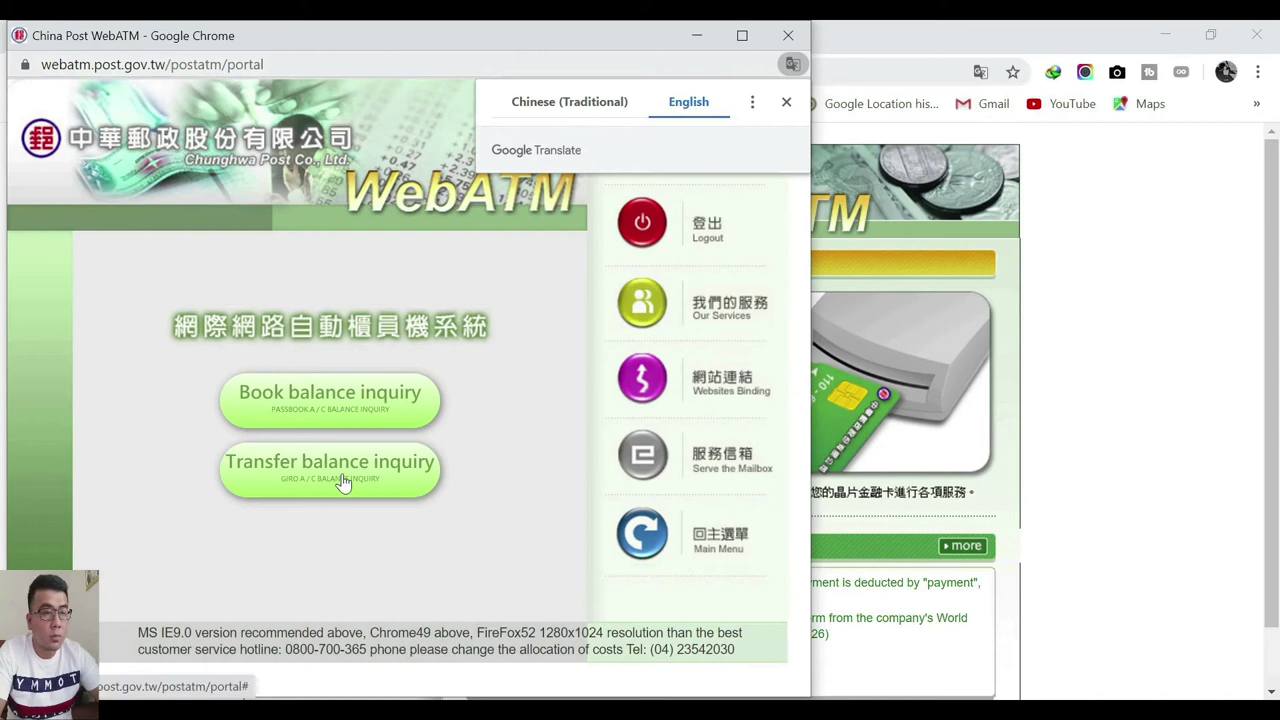 China Post WebATM - Google Chrome
webatm.post.gov.tw/postatm/portal
Chinese (Traditional)
English
Google Translate
Google Location his...
Gmail
YouTube
Maps
»
中華郵政股份有限公司
Chunghwa Post Co., Ltd.
WebATM
登出
Logout
我們的服務
Our Services
網站連結
Websites Binding
服務信箱
Serve the Mailbox
回主選單
Main Menu
網際網路自動櫃員機系統
Book balance inquiry
PASSBOOK A / C BALANCE INQUIRY
Transfer balance inquiry
GIRO A / C BALANCE INQUIRY
MS IE9.0 version recommended above, Chrome49 above, FireFox52 1280x1024 resolution than the best
customer service hotline: 0800-700-365 phone please change the allocation of costs Tel: (04) 23542030
post.gov.tw/postatm/portal#
TM
您的晶片金融卡進行各項服務。
more
ment is deducted by "payment",
orm from the company's World
26)
YMMOT